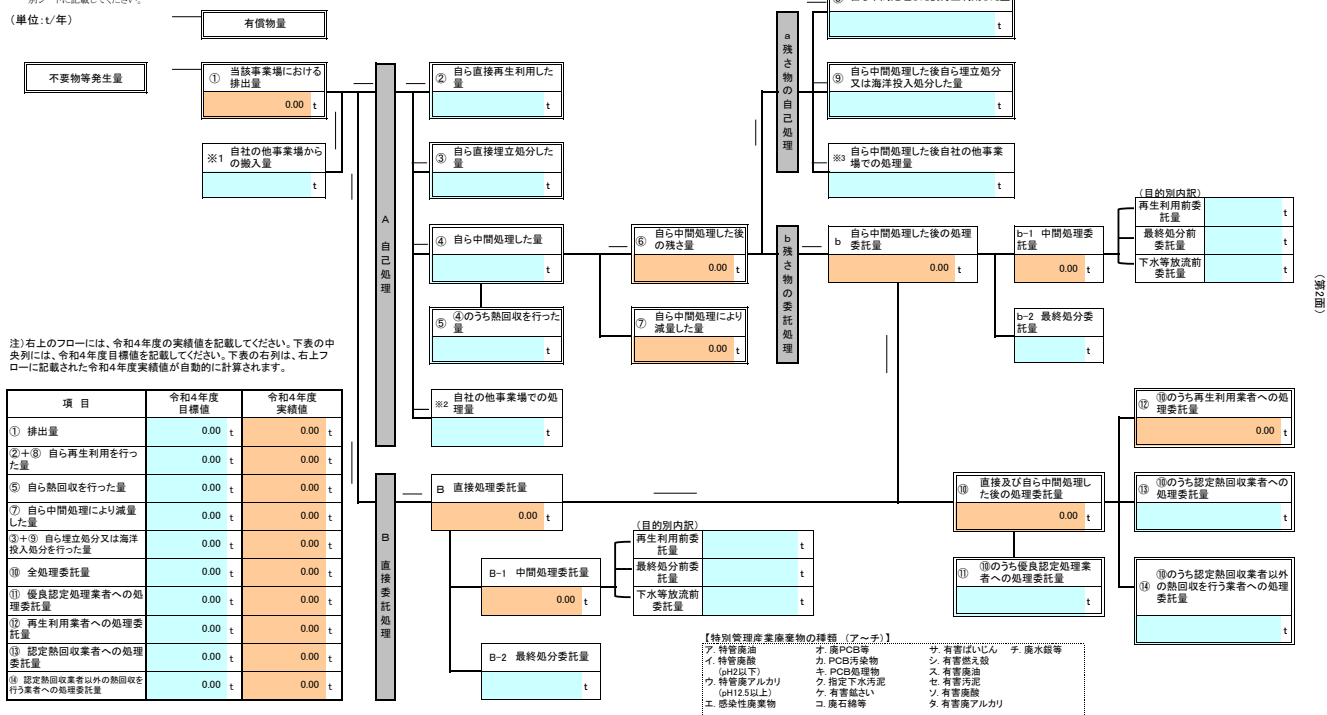 別シートに記載してください。
(単位:t/年)
有償物量
不要物等発生量
① 当該事業場における
排出量
0.00 t
※1 自社の他事業場から
の搬入量
t
A 自己処理
② 自ら直接再生利用した
量
t
③ 自ら直接埋立処分した
量
t
④ 自ら中間処理した量
t
⑤ ④のうち熱回収を行った
量
t
※2 自社の他事業場での処
理量
t
⑥ 自ら中間処理した後
の残さ量
0.00 t
⑦ 自ら中間処理により
減量した量
0.00 t
a 残さ物の自己処理
t
⑨ 自ら中間処理した後自ら埋立処分
又は海洋投入処分した量
t
※3 自ら中間処理した後自社の他事業
場での処理量
t
b 残さ物の委託処理
b 自ら中間処理した後の処理
委託量
0.00 t
b-1 中間処理委
託量
0.00 t
b-2 最終処分委
託量
t
(目的別内訳)
再生利用前委
託量
t
最終処分前
委託量
t
下水等放流前
委託量
t
(第2面)
注)右上のフローには、令和4年度の実績値を記載してください。下表の中
央列には、令和4年度目標値を記載してください。下表の右列は、右上フ
ローに記載された令和4年度実績値が自動的に計算されます。
項 目 令和4年度
目標値 令和4年度
実績値
① 排出量 0.00 t 0.00 t
②+⑧ 自ら再生利用を行っ
た量 0.00 t 0.00 t
⑤ 自ら熱回収を行った量 0.00 t 0.00 t
⑦ 自ら中間処理により減量
した量 0.00 t 0.00 t
③+⑨ 自ら埋立処分又は海洋
投入処分を行った量 0.00 t 0.00 t
⑩ 全処理委託量 0.00 t 0.00 t
⑪ 優良認定処理業者への処
理委託量 0.00 t 0.00 t
⑫ 再生利用業者への処理委
託量 0.00 t 0.00 t
⑬ 認定熱回収業者への処理
委託量 0.00 t 0.00 t
⑭ 認定熱回収業者以外の熱回収を
行う業者への処理委託量 0.00 t 0.00 t
B 直接委託処理
B 直接処理委託量
0.00 t
B-1 中間処理委託量
0.00 t
B-2 最終処分委託量
t
(目的別内訳)
再生利用前委
託量
t
最終処分前委
託量
t
下水等放流前
委託量
t
⑩ 直接及び自ら中間処理し
た後の処理委託量
0.00 t
⑪ ⑩のうち優良認定処理業
者への処理委託量
t
⑫ ⑩のうち再生利用業者への処
理委託量
0.00 t
⑬ ⑩のうち認定熱回収業者への
処理委託量
t
⑭ ⑩のうち認定熱回収業者以外
の熱回収を行う業者への処理
委託量
t
【特別管理産業廃棄物の種類 (ア~チ)】
ア. 特管廃油 オ. 廃PCB等 サ. 有害ばいじん チ. 廃水銀等
イ. 特管廃酸 カ. PCB汚染物 シ. 有害燃え殻
(pH2以下) キ. PCB処理物 ス. 有害廃油
ウ. 特管廃アルカリ ク. 指定下水汚泥 セ. 有害汚泥
(pH12.5以上) ケ. 有害鉱さい ソ. 有害廃酸
エ. 感染性廃棄物 コ. 廃石綿等 タ. 有害廃アルカリ